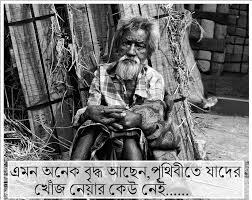 এমন অনেক বৃদ্ধ আছেন,পৃথিবীতে যাদের
খোঁজ নেয়ার কেউ নেই......